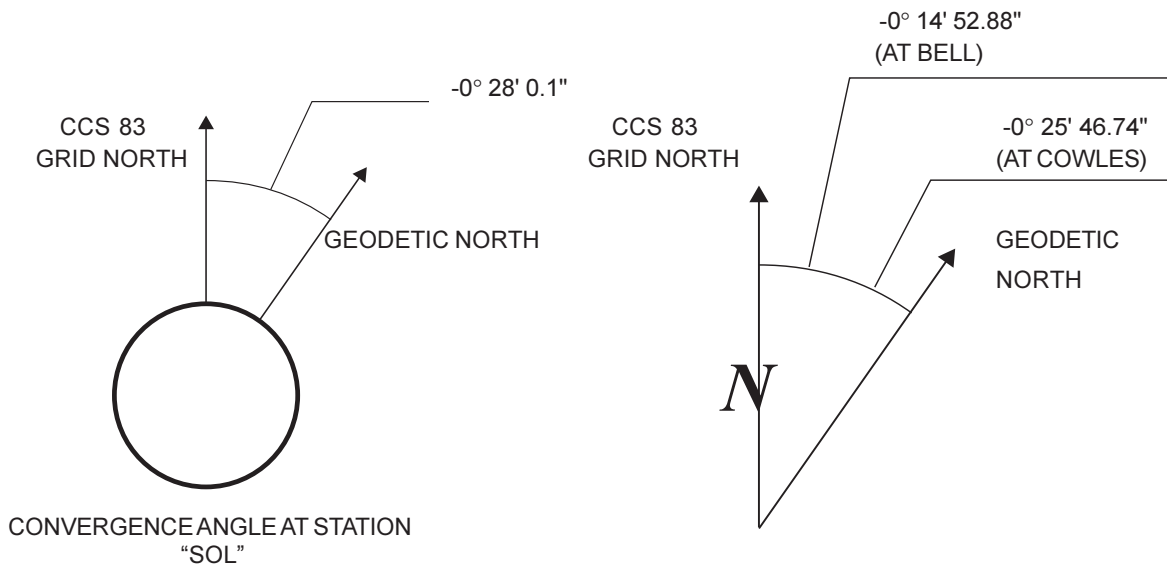 -0° 28' 0.1"
CCS 83
GRID NORTH
GEODETIC NORTH
CONVERGENCE ANGLE AT STATION
“SOL”
-0° 14' 52.88"
(AT BELL)
-0° 25' 46.74"
(AT COWLES)
CCS 83
GRID NORTH
GEODETIC
NORTH
N